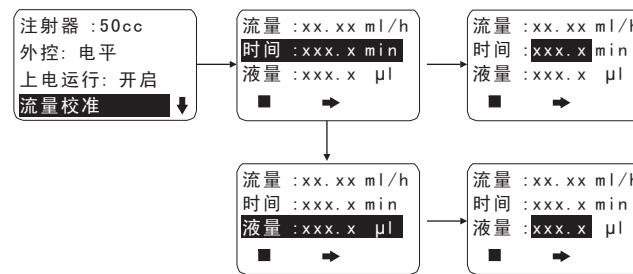 注射器 :50cc
外控: 电平
上电运行: 开启
流量校准
流量 :xx.xx ml/h
时间 :xxx.x min
液量 :xxx.x μl
流量 :xx.xx ml/h
时间 :xxx.x min
液量 :xxx.x μl
流量 :xx.xx ml/h
时间 :xxx.x min
液量 :xxx.x μl
流量 :xx.xx ml/h
时间 :xxx.x min
液量 :xxx.x μl